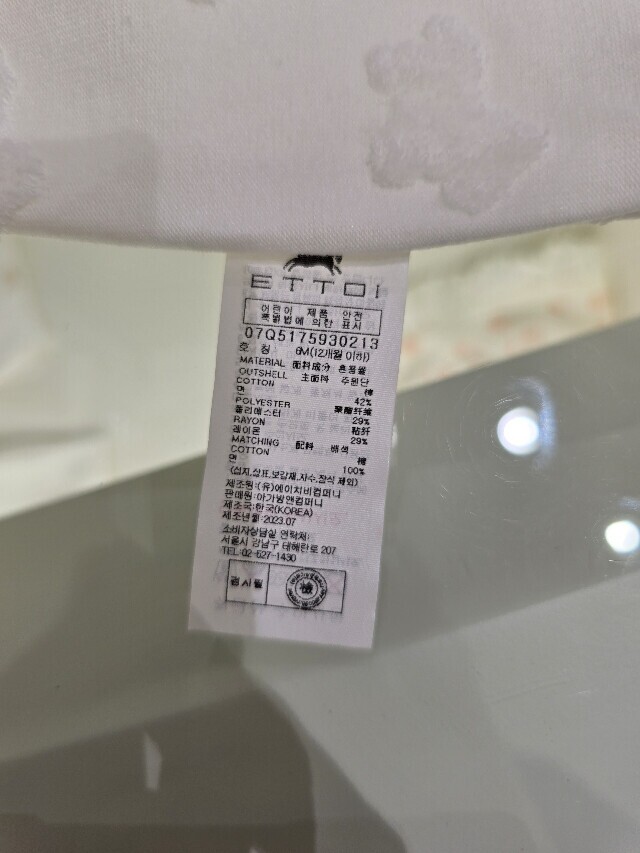 ETTOI
어린이 제품 안전
특별법에 의한 표시
07Q5175930213
호 칭 6M(12개월 이하)
MATERIAL 面料成分 혼용율
OUTSHELL 主面料 주원단
COTTON 棉
면 42%
POLYESTER 聚酯纤维
폴리에스터 29%
RAYON 粘纤
레이온 29%
MATCHING 配料 배색
COTTON 棉
면 100%
(심지,상표,보강재,자수,장식 제외)
제조원:(유)에이치비컴퍼니
판매원:아가방앤컴퍼니
제조국:한국(KOREA)
제조년월:2023.07
소비자상담실 연락처:
서울시 강남구 테헤란로 207
TEL:02-527-1430
검사필